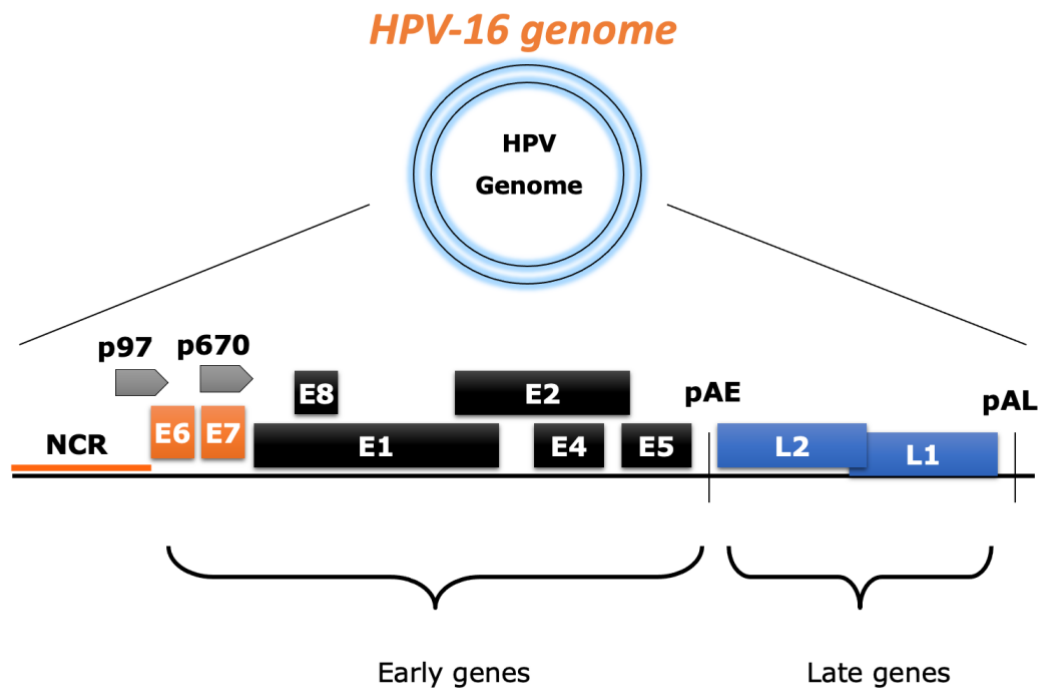 HPV-16 genome
HPV
Genome
p97
p670
E8
E2
pAE
pAL
NCR
E6
E7
E1
E4
E5
L2
L1
Early genes
Late genes